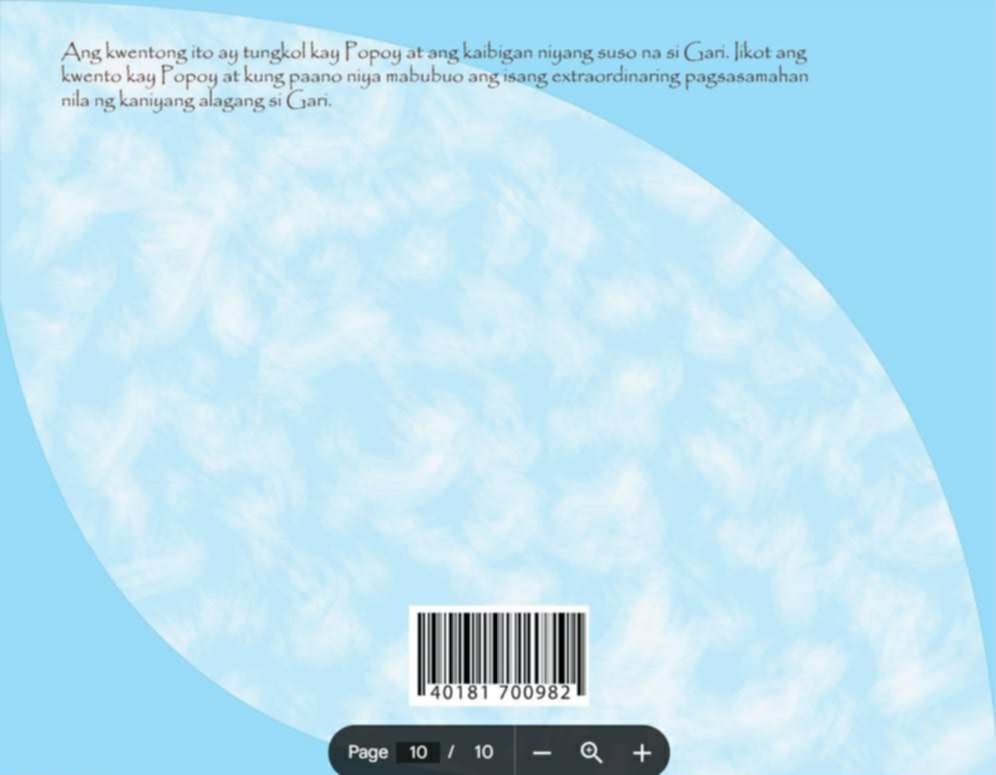 Ang kwentong ito ay tungkol kay Popoy at ang kaibigan niyang suso na si Gari. Iikot ang
kwento kay Popoy at kung paano niya mabubuo ang isang extraordinaring pagsasamahan
nila ng kaniyang alagang si Gari.
40181 700982
Page 10 / 10